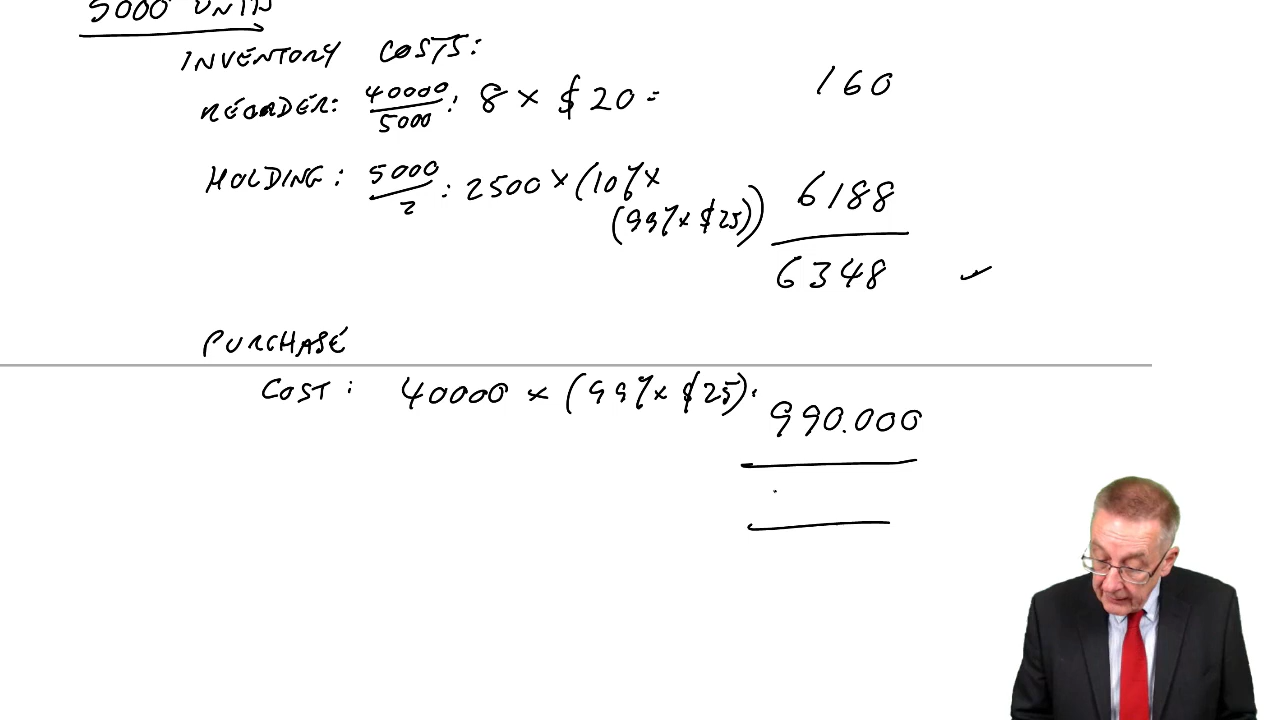 5000 UNITS
INVENTORY COSTS:
REORDER: 40000/5000 : 8 × $20 = 160
HOLDING: 5000/2 : 2500 × (10% ×
(99% × $25)) 6188
6348 ✓
PURCHASE
COST: 40000 × (99% × $25). 990.000